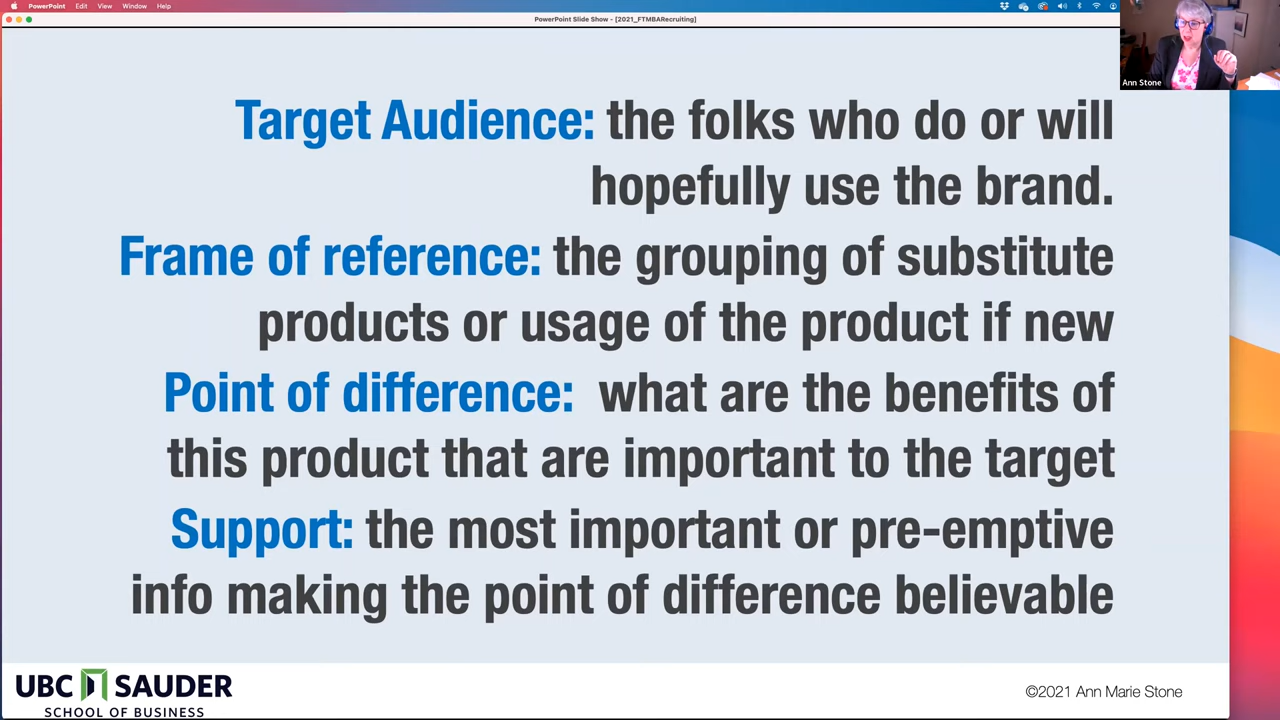 PowerPoint File Edit View Window Help
PowerPoint Slide Show - [2021_FTMBARecruiting]
Ann Stone
Target Audience: the folks who do or will
hopefully use the brand.
Frame of reference: the grouping of substitute
products or usage of the product if new
Point of difference: what are the benefits of
this product that are important to the target
Support: the most important or pre-emptive
info making the point of difference believable
UBC SAUDER
SCHOOL OF BUSINESS
©2021 Ann Marie Stone